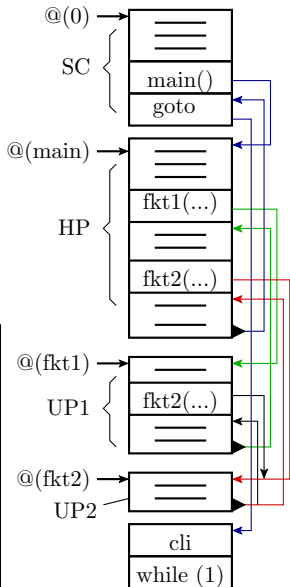 @(0)
SC
main()
goto
@(main)
fkt1(...)
HP
fkt2(...)
@(fkt1)
fkt2(...)
UP1
@(fkt2)
UP2
cli
while (1)